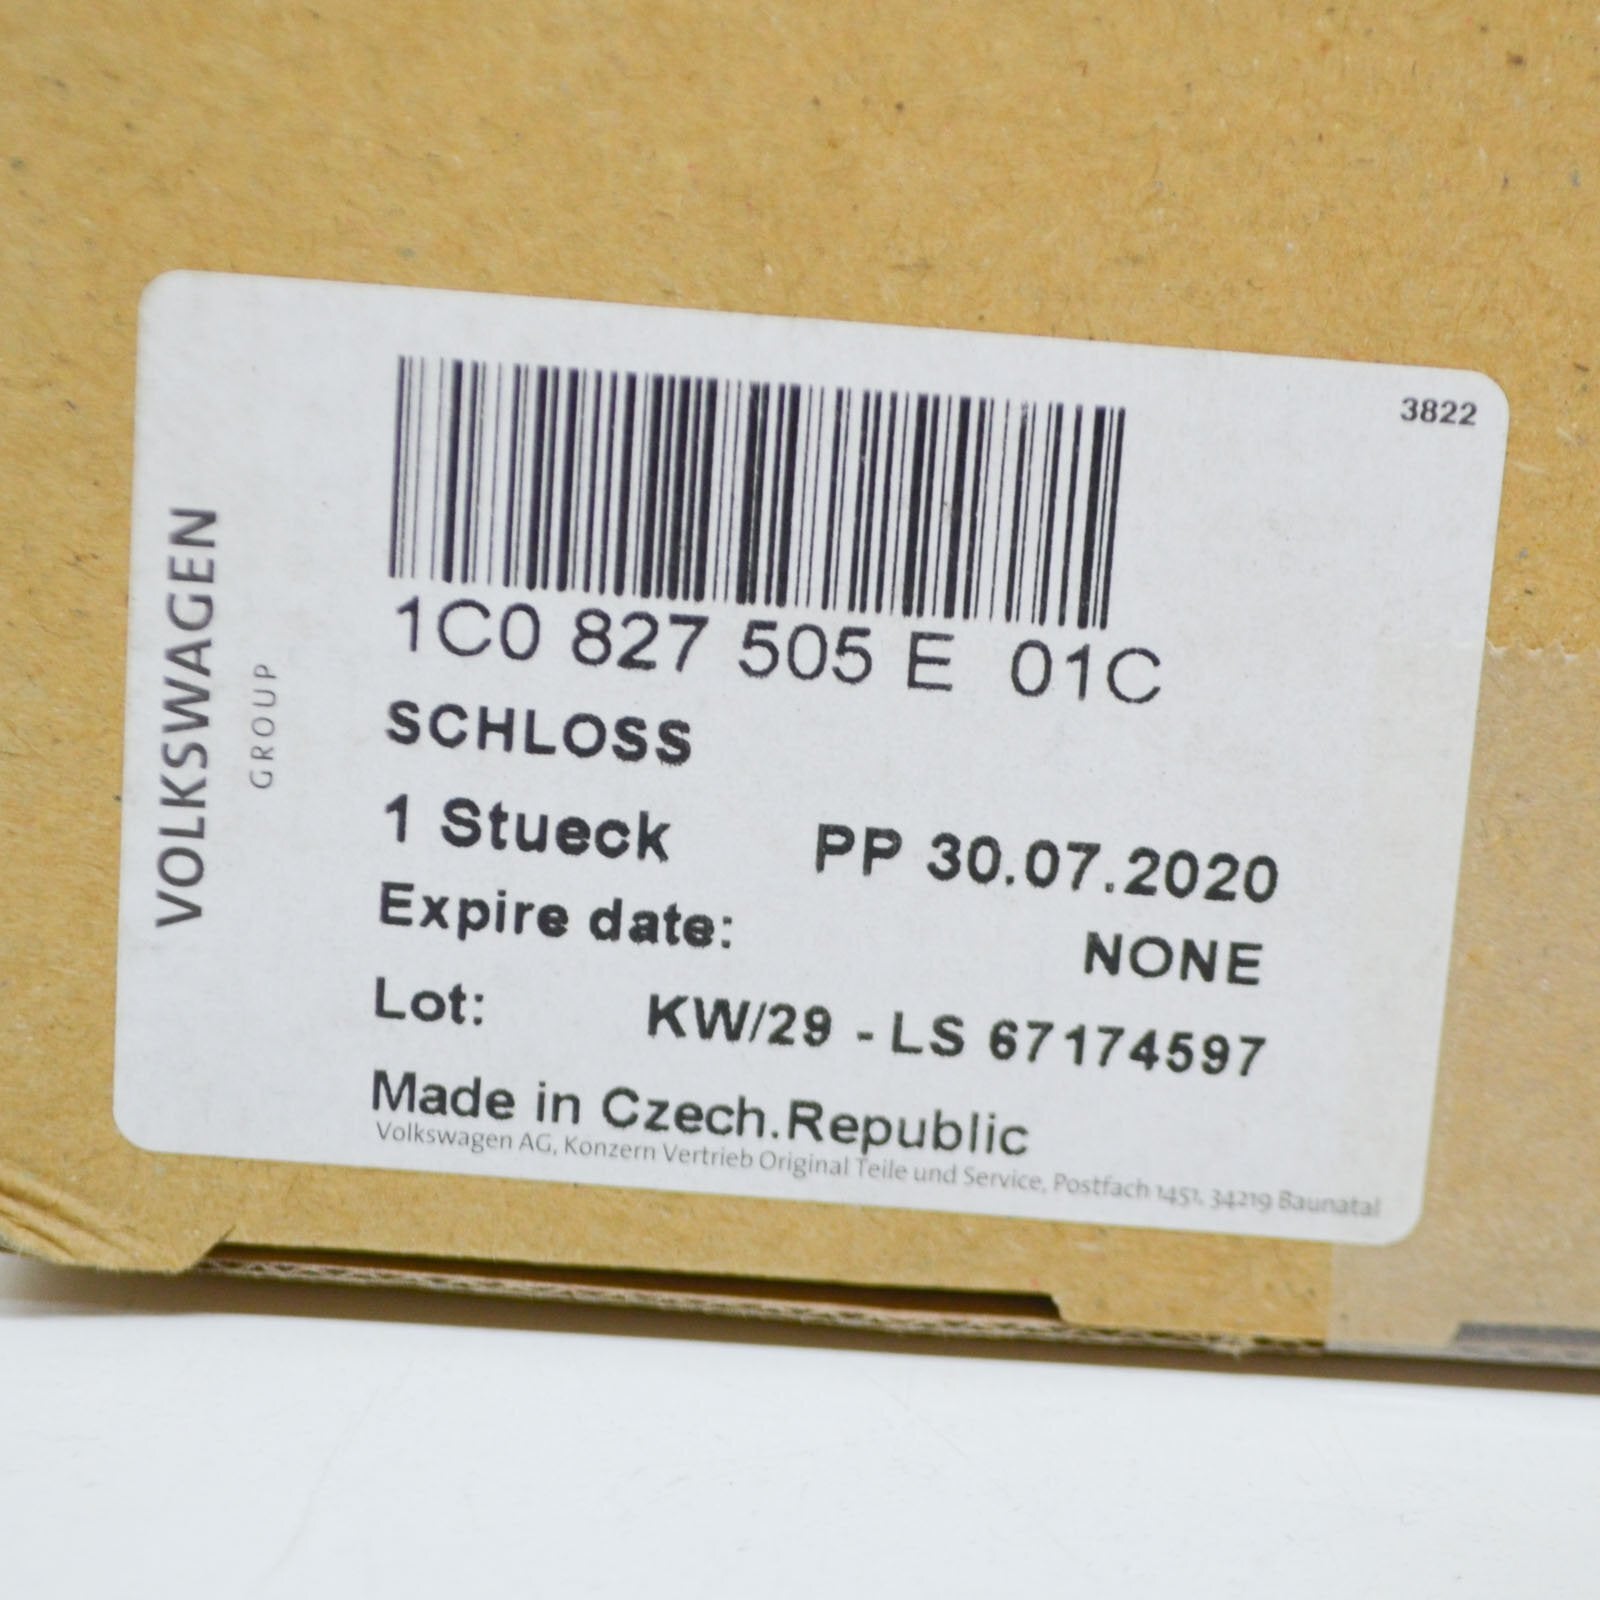 3822
VOLKSWAGEN
GROUP
1C0 827 505 E 01C
SCHLOSS
1 Stueck PP 30.07.2020
Expire date: NONE
Lot: KW/29 - LS 67174597
Made in Czech.Republic
Volkswagen AG, Konzern Vertrieb Original Teile und Service, Postfach 1451, 34219 Baunatal